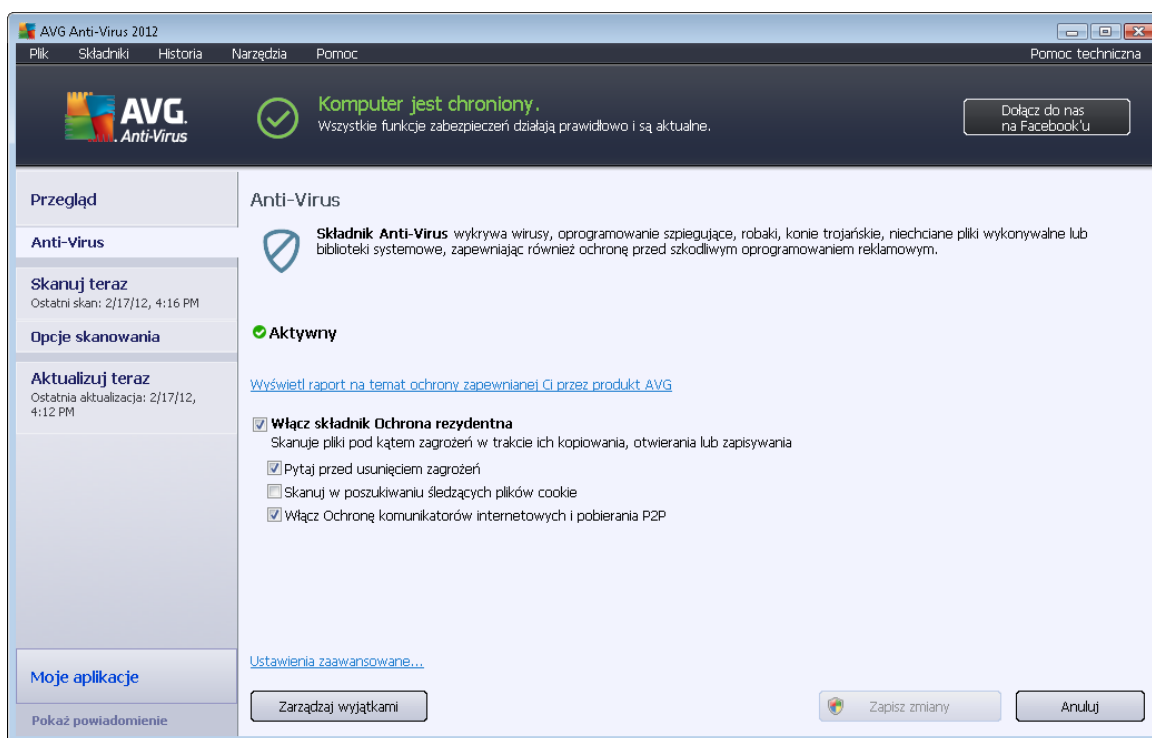 AVG Anti-Virus 2012
Plik Składniki Historia Narzędzia Pomoc Pomoc techniczna
AVG.
Anti-Virus
Komputer jest chroniony.
Wszystkie funkcje zabezpieczeń działają prawidłowo i są aktualne.
Dołącz do nas
na Facebook'u
Przegląd
Anti-Virus
Skanuj teraz
Ostatni skan: 2/17/12, 4:16 PM
Opcje skanowania
Aktualizuj teraz
Ostatnia aktualizacja: 2/17/12,
4:12 PM
Moje aplikacje
Pokaż powiadomienie
Anti-Virus
Składnik Anti-Virus wykrywa wirusy, oprogramowanie szpiegujące, robaki, konie trojańskie, niechciane pliki wykonywalne lub
biblioteki systemowe, zapewniając również ochronę przed szkodliwym oprogramowaniem reklamowym.
Aktywny
Wyświetl raport na temat ochrony zapewnianej Ci przez produkt AVG
Włącz składnik Ochrona rezydentna
Skanuje pliki pod kątem zagrożeń w trakcie ich kopiowania, otwierania lub zapisywania
Pytaj przed usunięciem zagrożeń
Skanuj w poszukiwaniu śledzących plików cookie
Włącz Ochronę komunikatorów internetowych i pobierania P2P
Ustawienia zaawansowane...
Zarządzaj wyjątkami
Zapisz zmiany
Anuluj